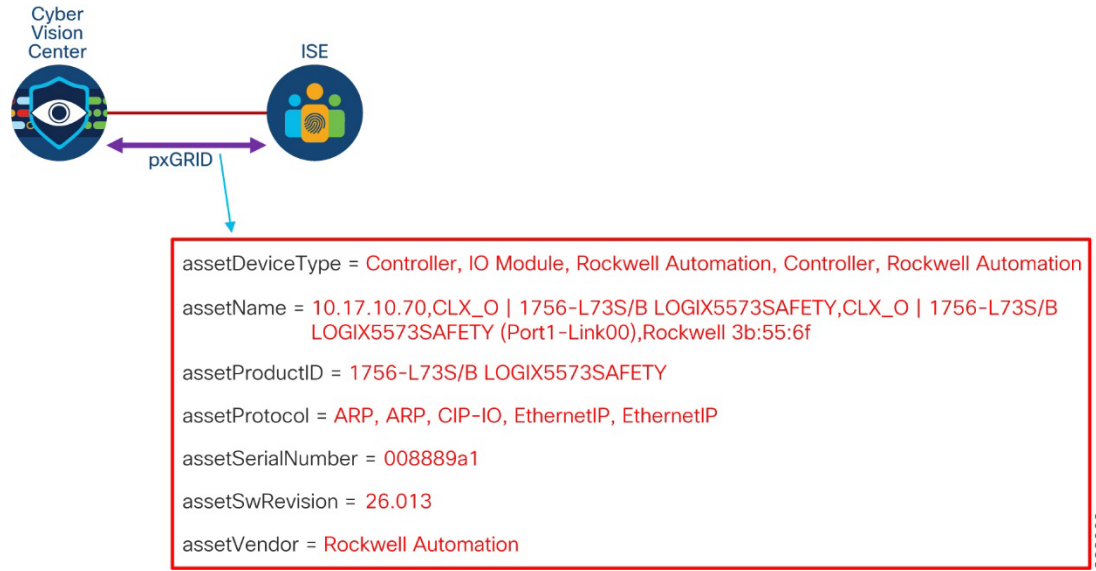 Cyber
Vision
Center
ISE
pxGRID
assetDeviceType = Controller, IO Module, Rockwell Automation, Controller, Rockwell Automation
assetName = 10.17.10.70,CLX_O | 1756-L73S/B LOGIX5573SAFETY,CLX_O | 1756-L73S/B
LOGIX5573SAFETY (Port1-Link00),Rockwell 3b:55:6f
assetProductID = 1756-L73S/B LOGIX5573SAFETY
assetProtocol = ARP, ARP, CIP-IO, EthernetIP, EthernetIP
assetSerialNumber = 008889a1
assetSwRevision = 26.013
assetVendor = Rockwell Automation